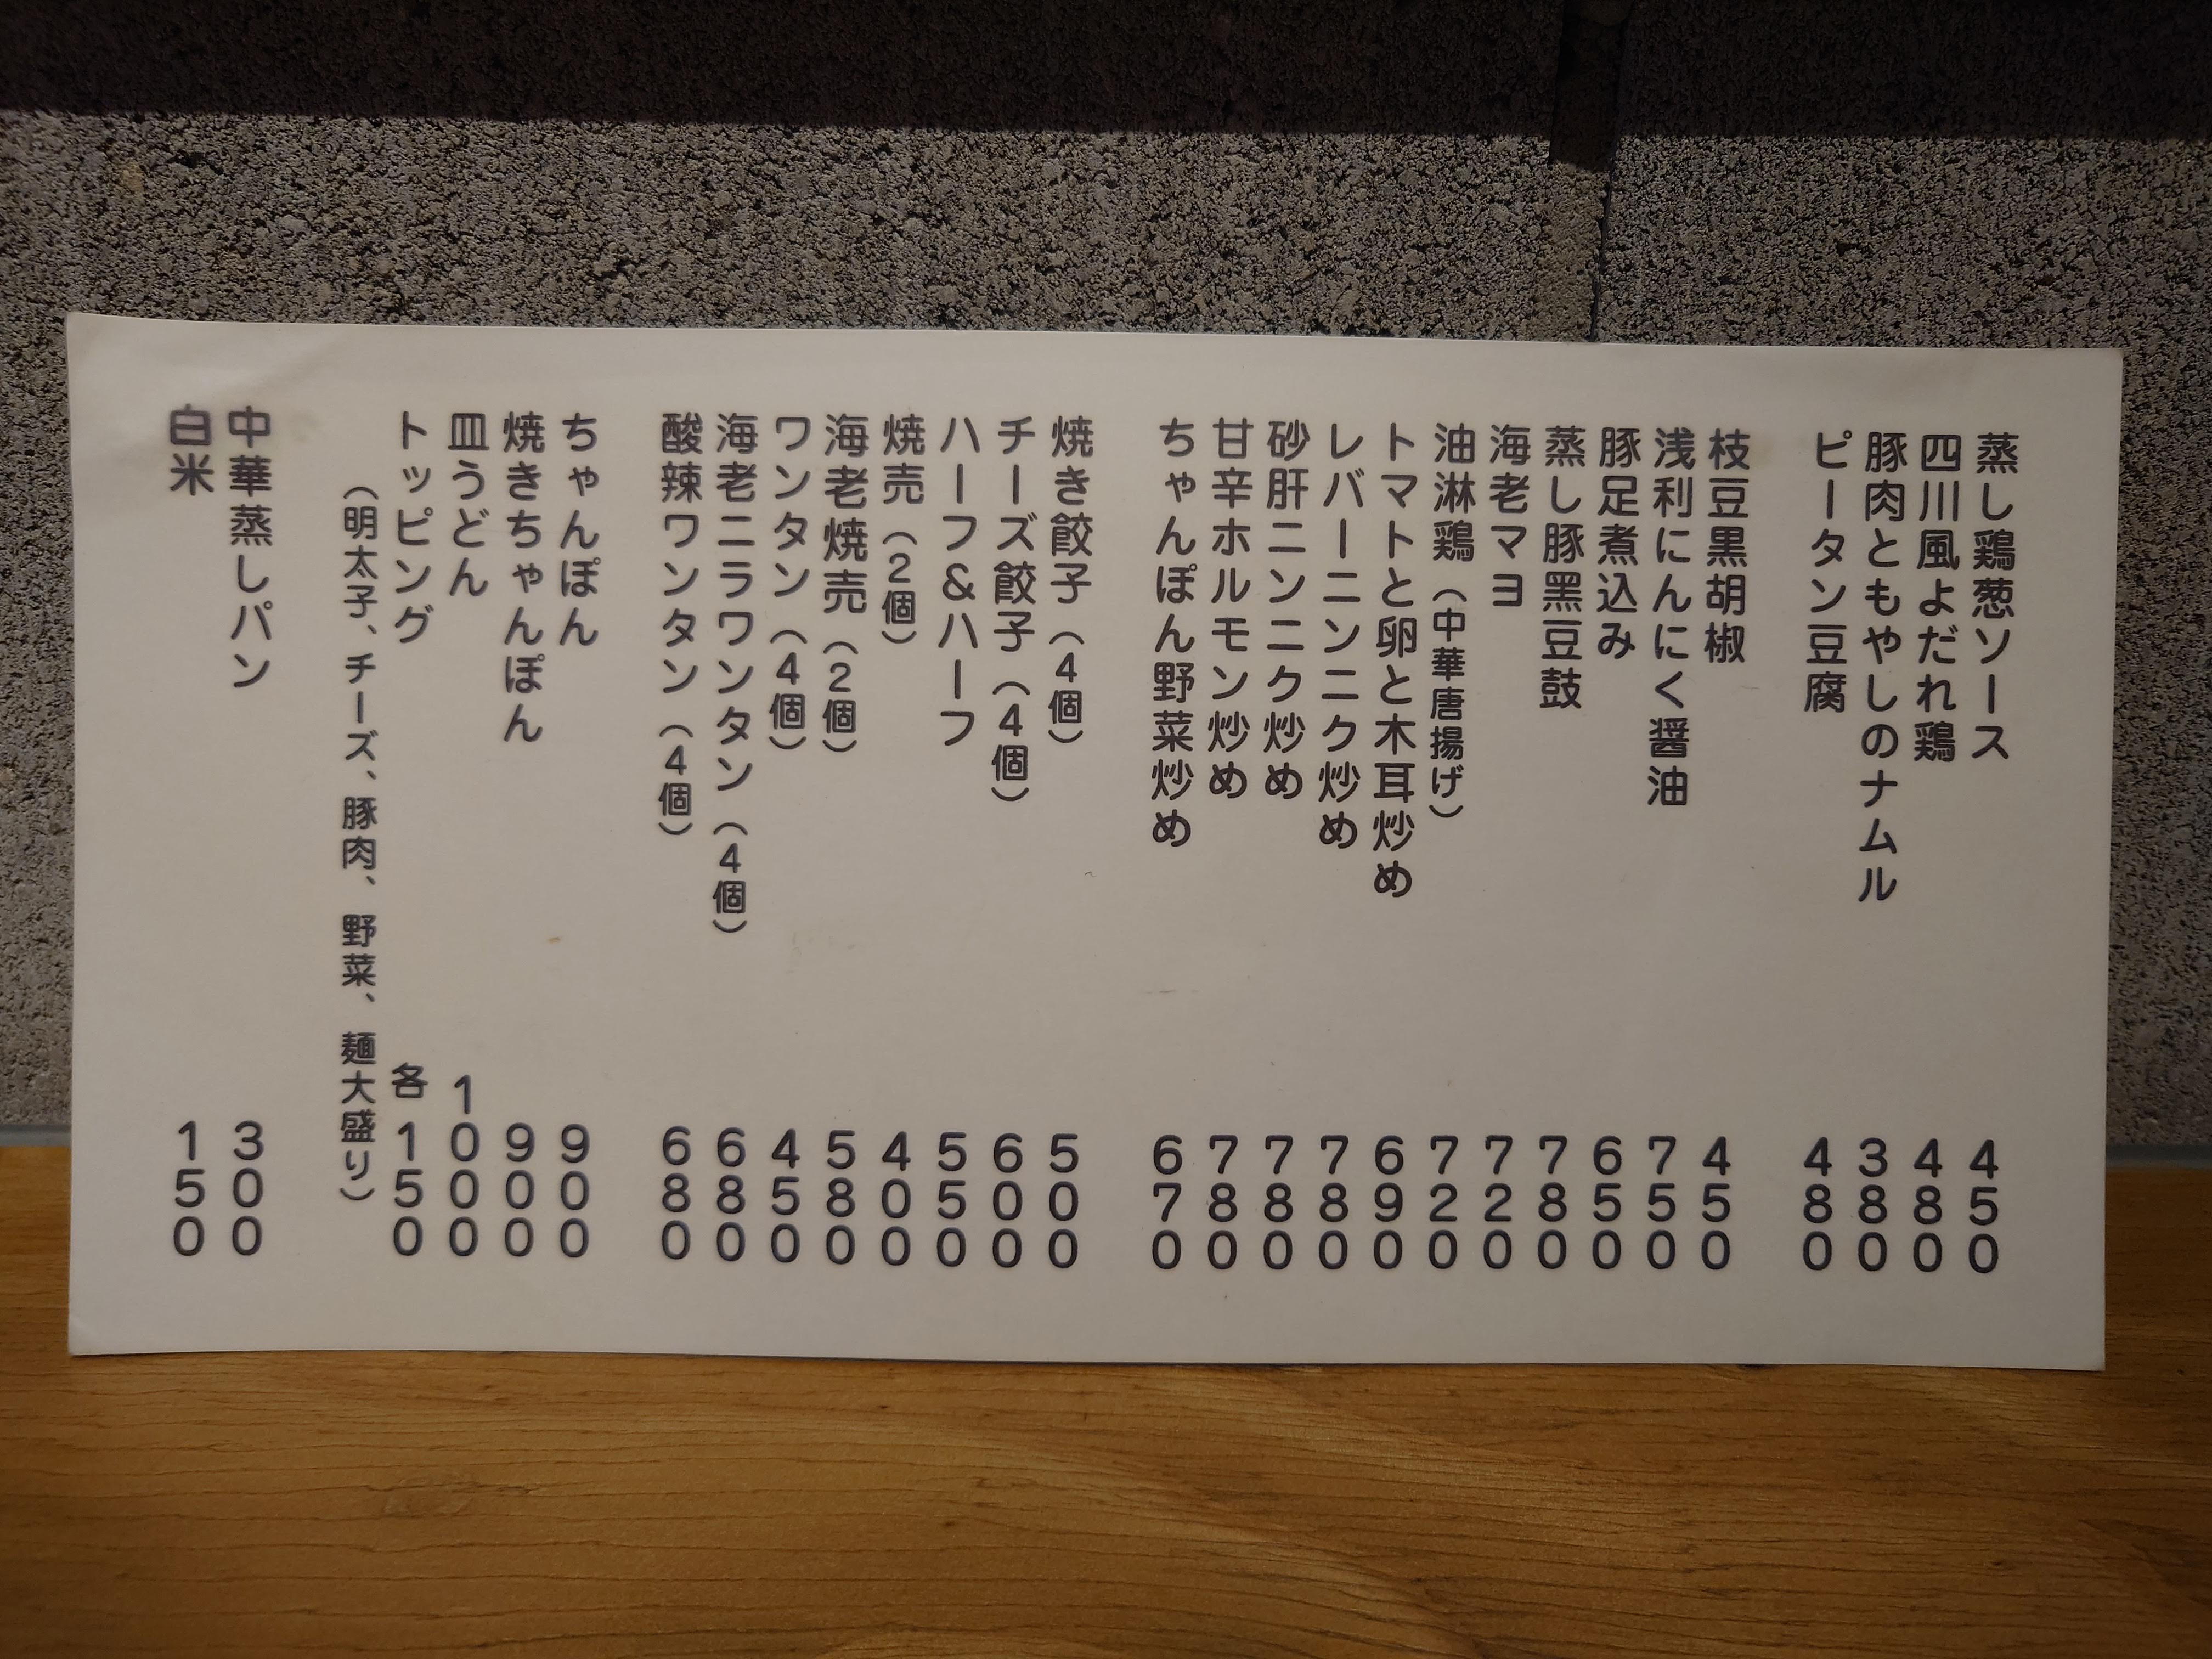 蒸し鶏葱ソース 450
四川風よだれ鶏 480
豚肉ともやしのナムル 380
ピータン豆腐 480
枝豆黒胡椒 450
浅利にんにく醤油 750
豚足煮込み 650
蒸し豚黑豆鼓 780
海老マヨ 720
油淋鶏（中華唐揚げ） 720
トマトと卵と木耳炒め 690
レバーニンニク炒め 780
砂肝ニンニク炒め 780
甘辛ホルモン炒め 780
ちゃんぽん野菜炒め 670
焼き餃子（4個） 500
チーズ餃子（4個） 600
ハーフ&ハーフ 550
焼売（2個） 400
海老焼売（2個） 580
ワンタン（4個） 450
海老ニラワンタン（4個） 680
酸辣ワンタン（4個） 680
ちゃんぽん 900
焼きちゃんぽん 900
皿うどん 1000
トッピング 各150
（明太子、チーズ、豚肉、野菜、麺大盛り）
中華蒸しパン 300
白米 150